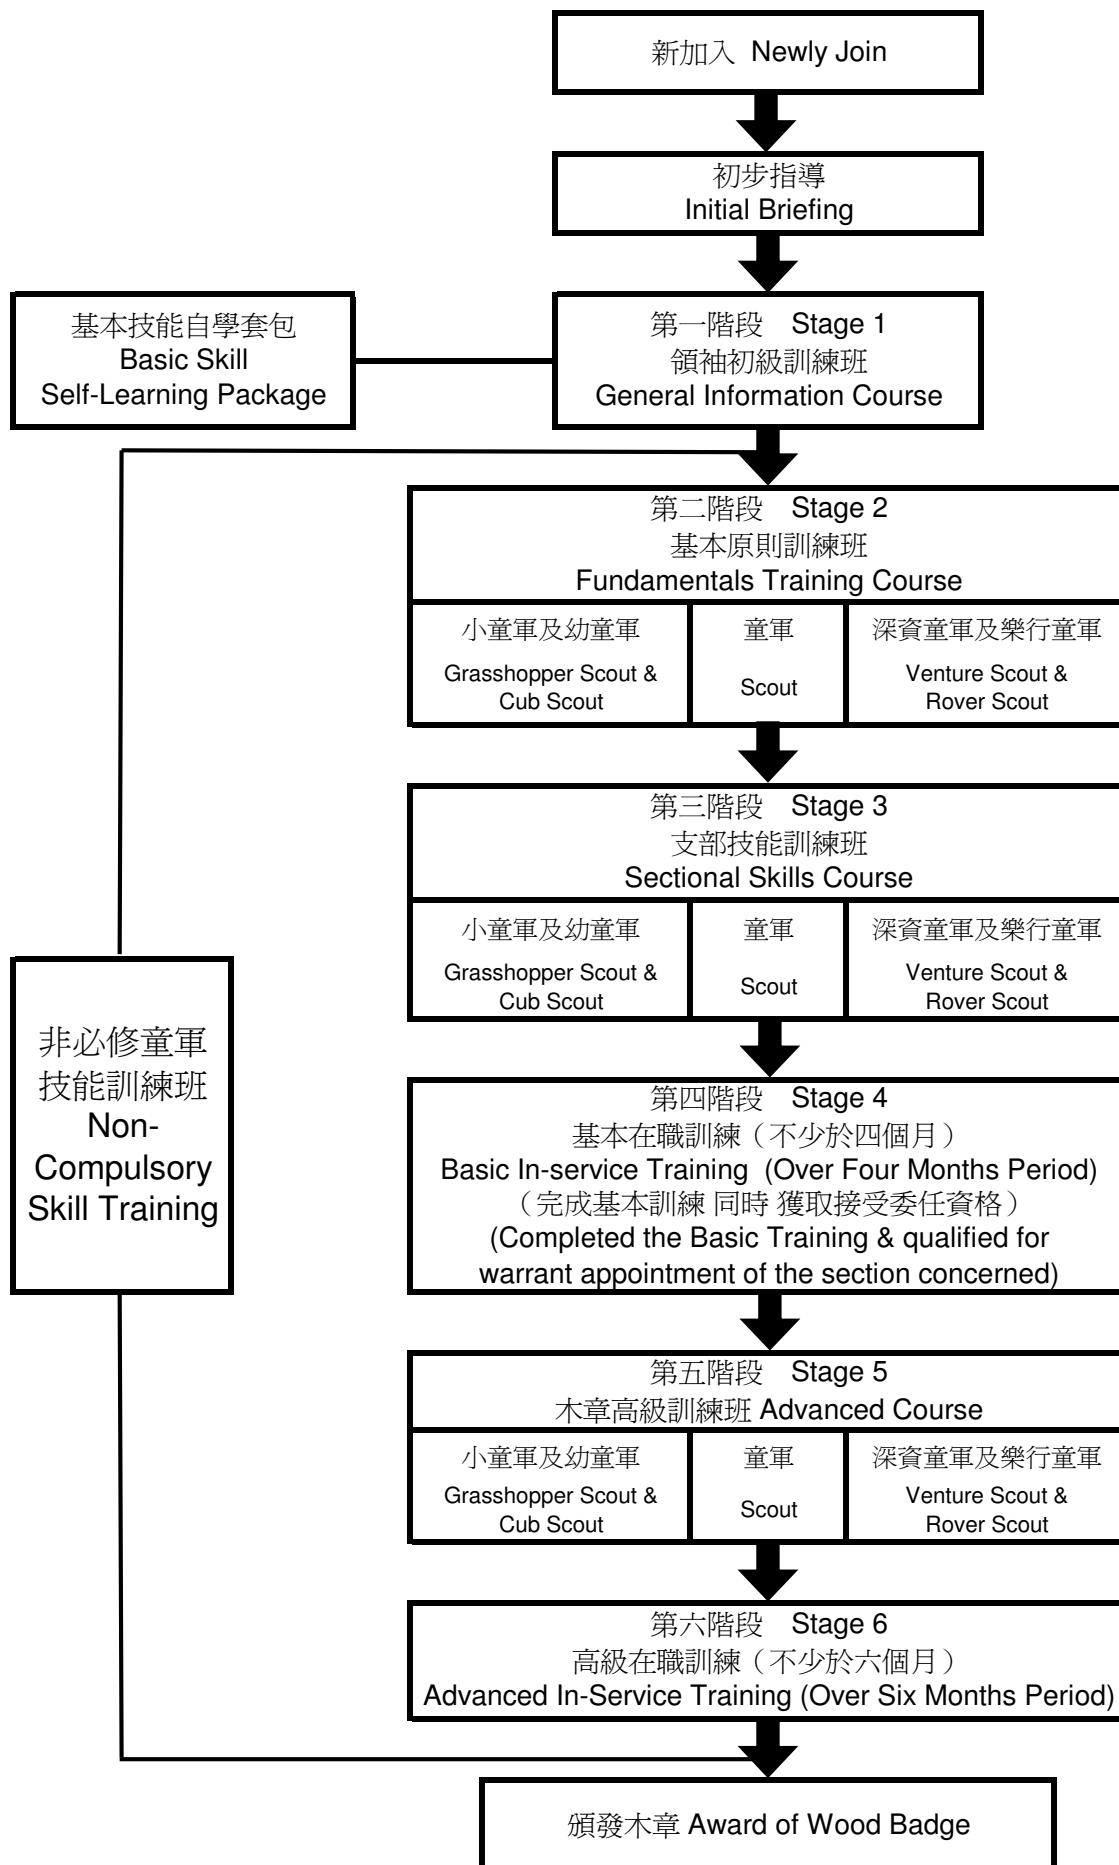 新加入 Newly Join
初步指導
Initial Briefing
基本技能自學套包
Basic Skill
Self-Learning Package
第一階段 Stage 1
領袖初級訓練班
General Information Course
第二階段 Stage 2
基本原則訓練班
Fundamentals Training Course
小童軍及幼童軍
Grasshopper Scout &
Cub Scout
童軍
Scout
深資童軍及樂行童軍
Venture Scout &
Rover Scout
第三階段 Stage 3
支部技能訓練班
Sectional Skills Course
小童軍及幼童軍
Grasshopper Scout &
Cub Scout
童軍
Scout
深資童軍及樂行童軍
Venture Scout &
Rover Scout
非必修童軍
技能訓練班
Non-
Compulsory
Skill Training
第四階段 Stage 4
基本在職訓練（不少於四個月）
Basic In-service Training (Over Four Months Period)
（完成基本訓練 同時 獲取接受委任資格）
(Completed the Basic Training & qualified for
warrant appointment of the section concerned)
第五階段 Stage 5
木章高級訓練班 Advanced Course
小童軍及幼童軍
Grasshopper Scout &
Cub Scout
童軍
Scout
深資童軍及樂行童軍
Venture Scout &
Rover Scout
第六階段 Stage 6
高級在職訓練（不少於六個月）
Advanced In-Service Training (Over Six Months Period)
頒發木章 Award of Wood Badge